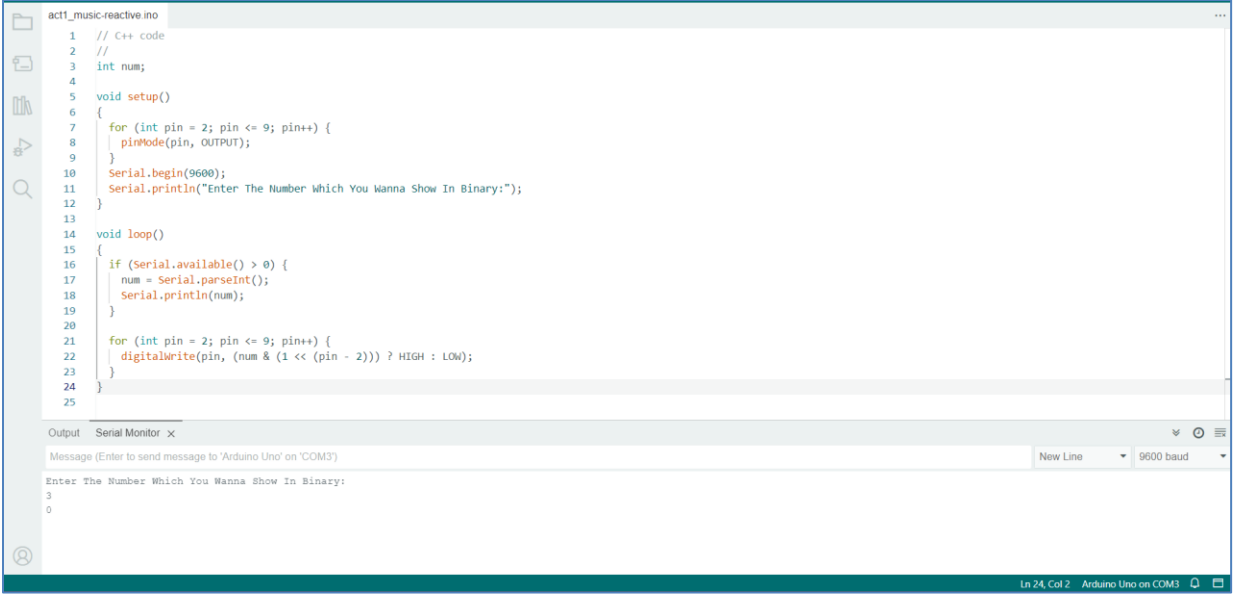 act1_music-reactive.ino
...
1 // C++ code
2 //
3 int num;
4
5 void setup()
6 {
7 for (int pin = 2; pin <= 9; pin++) {
8 pinMode(pin, OUTPUT);
9 }
10 Serial.begin(9600);
11 Serial.println("Enter The Number Which You Wanna Show In Binary:");
12 }
13
14 void loop()
15 {
16 if (Serial.available() > 0) {
17 num = Serial.parseInt();
18 Serial.println(num);
19 }
20
21 for (int pin = 2; pin <= 9; pin++) {
22 digitalWrite(pin, (num & (1 << (pin - 2))) ? HIGH : LOW);
23 }
24 }
25
Output Serial Monitor x
Message (Enter to send message to 'Arduino Uno' on 'COM3') New Line 9600 baud
Enter The Number Which You Wanna Show In Binary:
3
0
Ln 24, Col 2 Arduino Uno on COM3